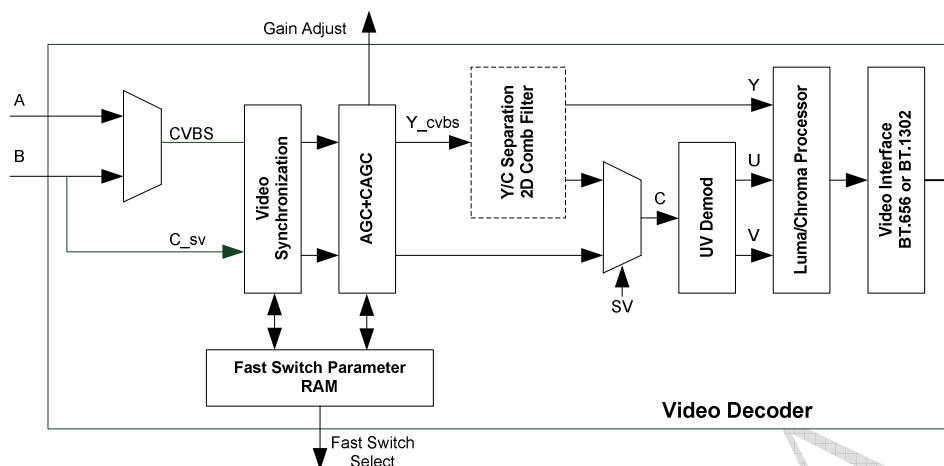 Gain Adjust
A
B
CVBS
C_sv
Video
Synchronization
AGC+CAGC
Y_cvbs
Y/C Separation
2D Comb Filter
SV
C
UV Demod
Y
U
V
Luma/Chroma Processor
Video Interface
BT.656 or BT.1302
Fast Switch Parameter
RAM
Fast Switch
Select
Video Decoder